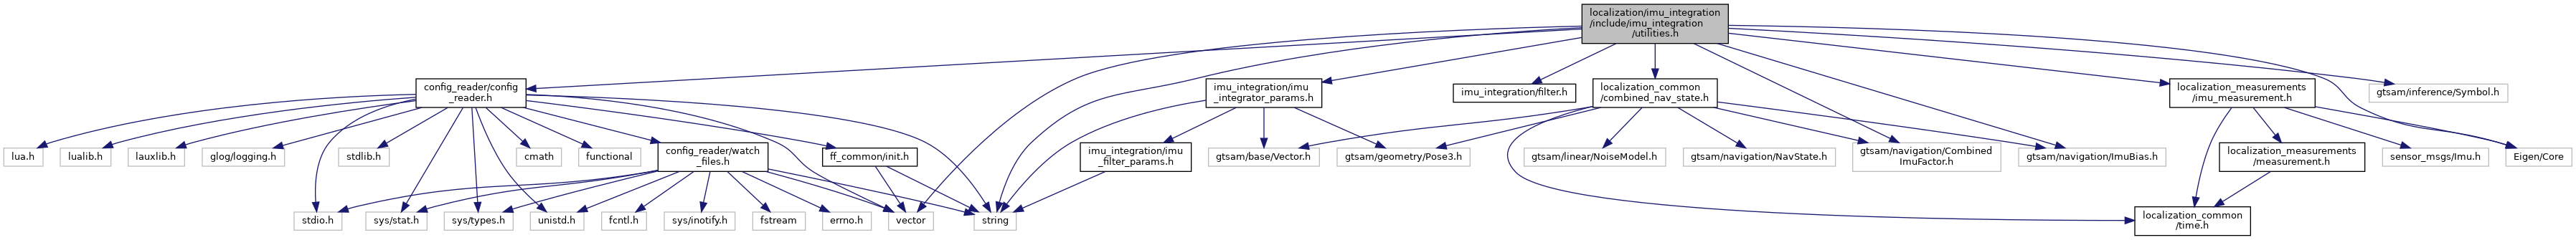 localization/imu_integration
/include/imu_integration
/utilities.h
config_reader/config
_reader.h
imu_integration/imu
_integrator_params.h
imu_integration/filter.h
localization_common
/combined_nav_state.h
localization_measurements
/imu_measurement.h
gtsam/inference/Symbol.h
lua.h
lualib.h
lauxlib.h
glog/logging.h
stdlib.h
cmath
functional
config_reader/watch
_files.h
ff_common/init.h
imu_integration/imu
_filter_params.h
gtsam/base/Vector.h
gtsam/geometry/Pose3.h
gtsam/linear/NoiseModel.h
gtsam/navigation/NavState.h
gtsam/navigation/Combined
ImuFactor.h
gtsam/navigation/ImuBias.h
localization_measurements
/measurement.h
sensor_msgs/Imu.h
Eigen/Core
stdio.h
sys/stat.h
sys/types.h
unistd.h
fcntl.h
sys/inotify.h
fstream
errno.h
vector
string
localization_common
/time.h